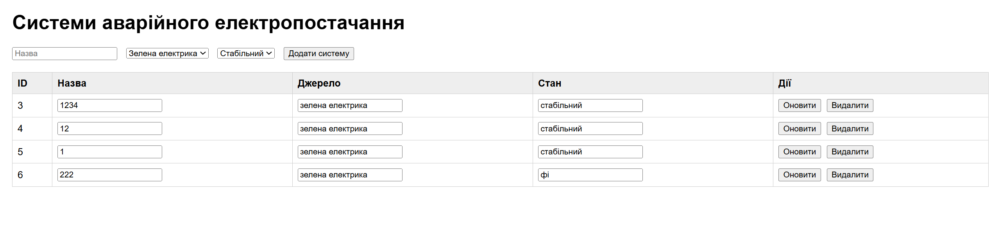 Системи аварійного електропостачання
Назва Зелена електрика Стабільний Додати систему
ID Назва Джерело Стан Дії
3 1234 зелена електрика стабільний Оновити Видалити
4 12 зелена електрика стабільний Оновити Видалити
5 1 зелена електрика стабільний Оновити Видалити
6 222 зелена електрика фі Оновити Видалити